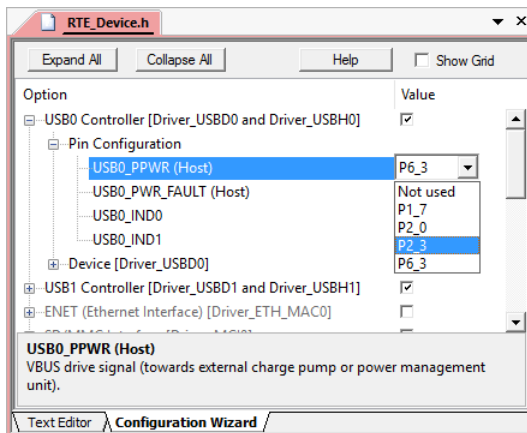 RTE_Device.h
Expand All Collapse All Help Show Grid
Option Value
USB0 Controller [Driver_USBD0 and Driver_USBH0]
Pin Configuration
USB0_PPWR (Host) P6_3
USB0_PWR_FAULT (Host) Not used
P1_7
USB0_IND0 P2_0
USB0_IND1 P2_3
Device [Driver_USBD0] P6_3
USB1 Controller [Driver_USBD1 and Driver_USBH1]
ENET (Ethernet Interface) [Driver_ETH_MAC0]
USB0_PPWR (Host)
VBUS drive signal (towards external charge pump or power management
unit).
Text Editor Configuration Wizard